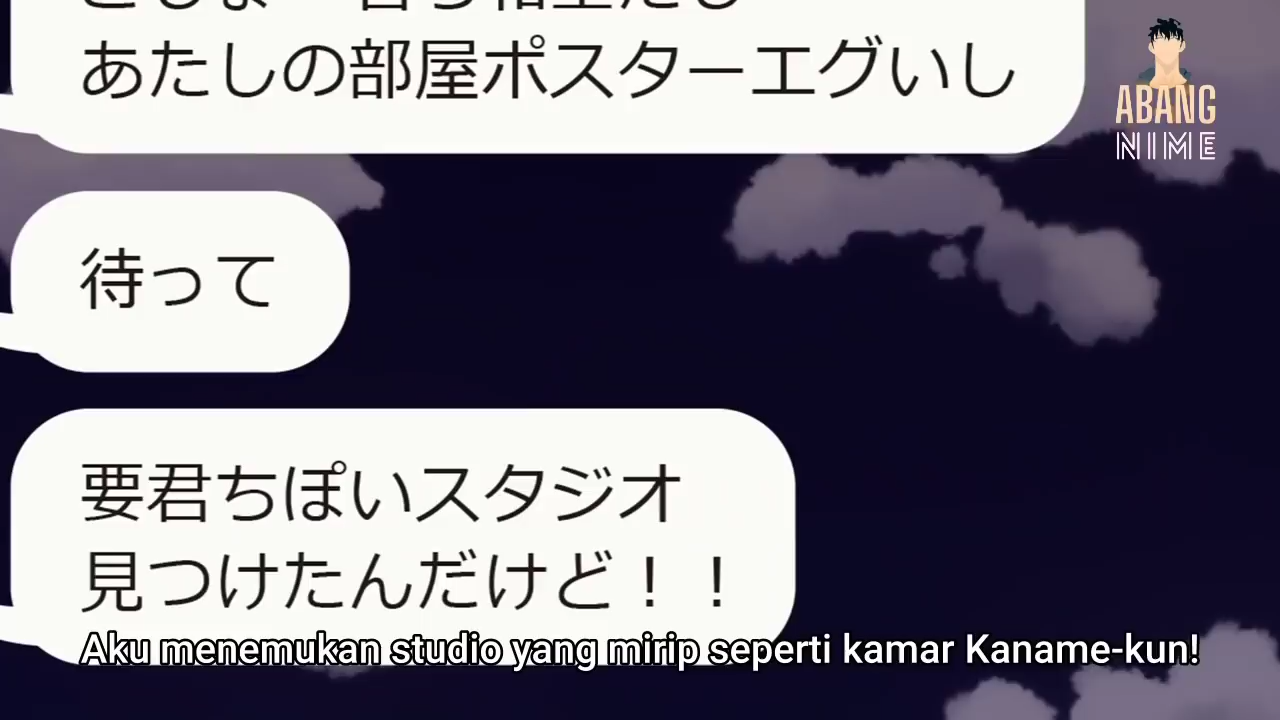 あたしの部屋ポスターエグいし
ABANG
NIME
待って
要君ちぽいスタジオ
見つけたんだけど！！
Aku menemukan studio yang mirip seperti kamar Kaname-kun!